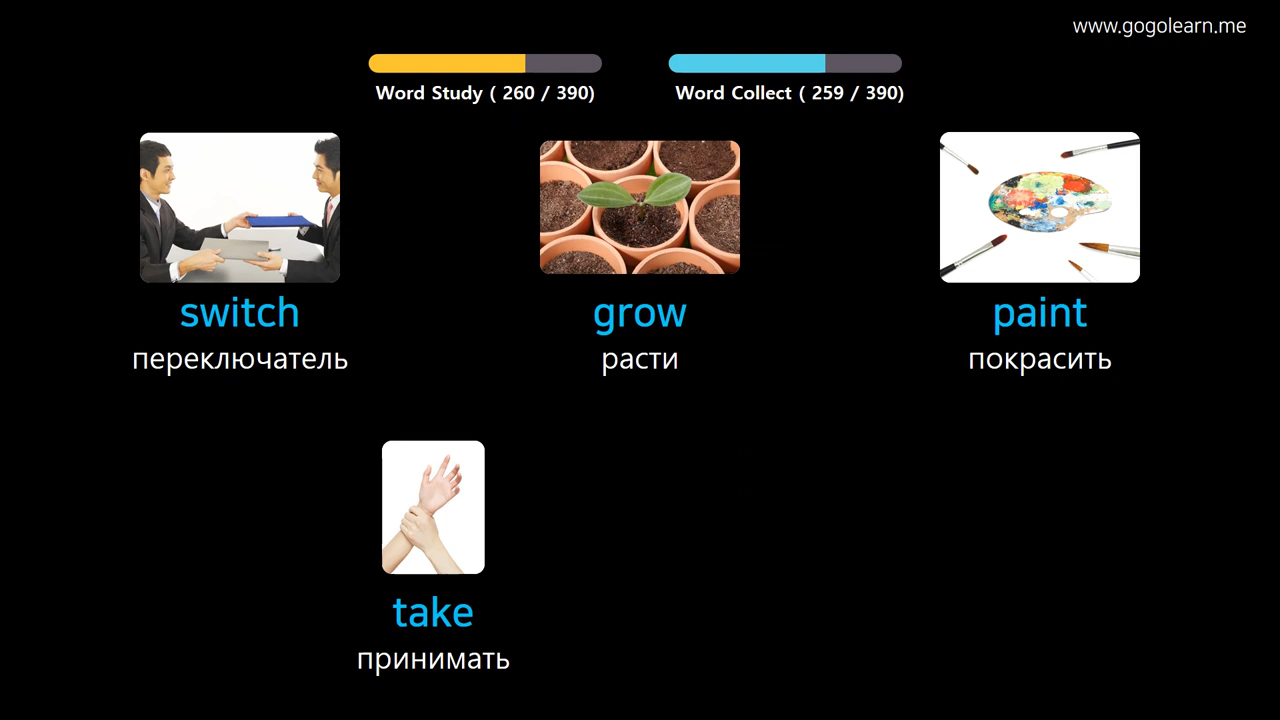 www.gogolearn.me
Word Study ( 260 / 390)
Word Collect ( 259 / 390)
switch
grow
paint
переключатель
расти
покрасить
take
принимать